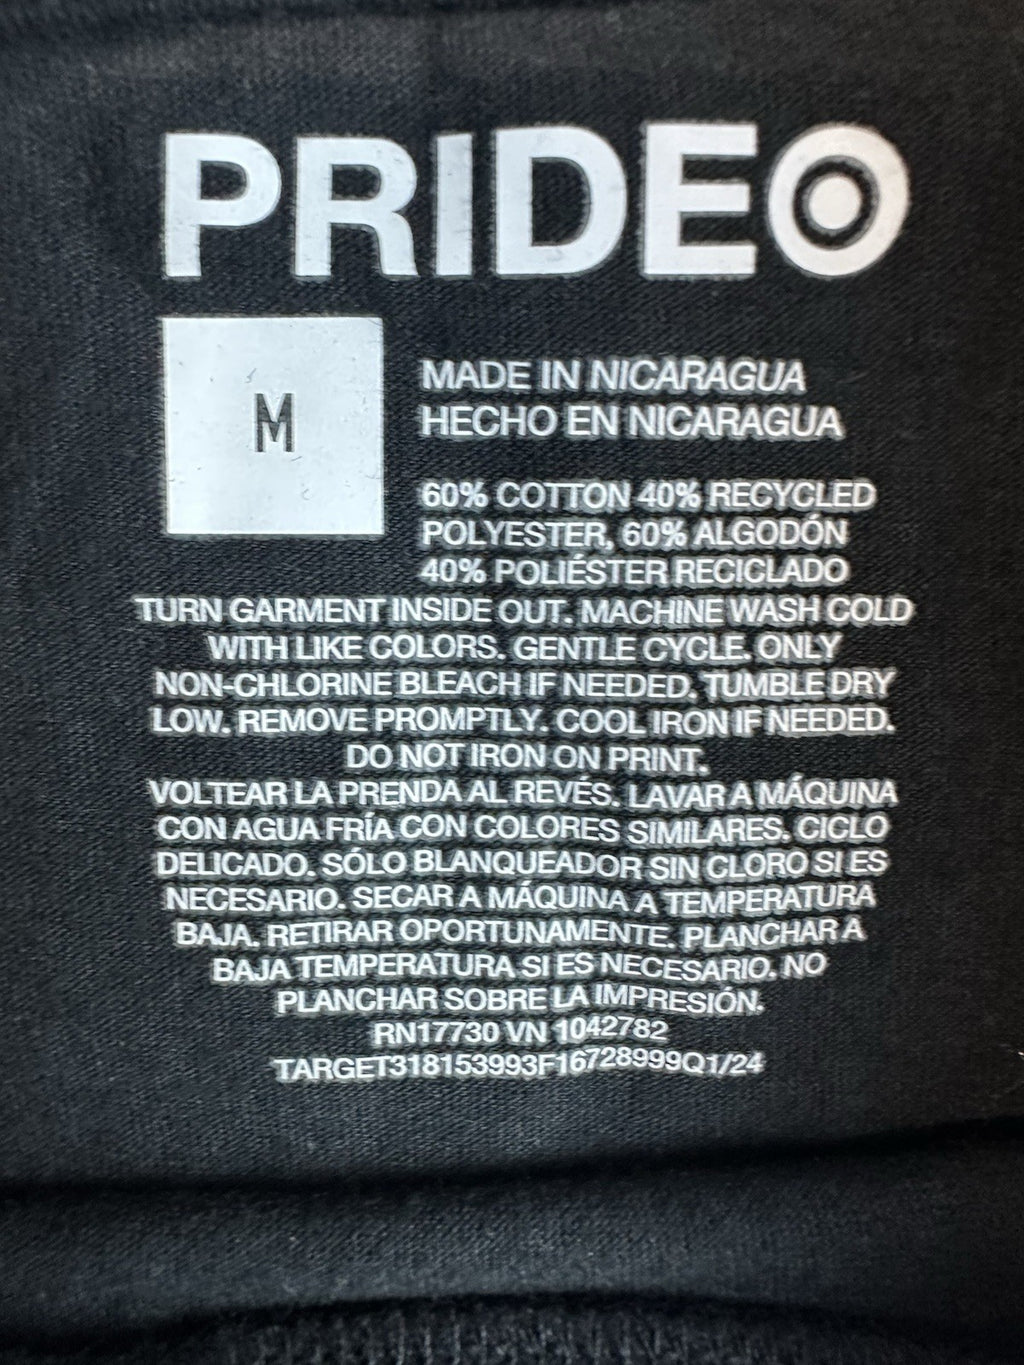 PRIDE
M
MADE IN NICARAGUA
HECHO EN NICARAGUA
60% COTTON 40% RECYCLED
POLYESTER, 60% ALGODÓN
40% POLIÉSTER RECICLADO
TURN GARMENT INSIDE OUT. MACHINE WASH COLD
WITH LIKE COLORS. GENTLE CYCLE. ONLY
NON-CHLORINE BLEACH IF NEEDED. TUMBLE DRY
LOW. REMOVE PROMPTLY. COOL IRON IF NEEDED.
DO NOT IRON ON PRINT.
VOLTEAR LA PRENDA AL REVÉS. LAVAR A MÁQUINA
CON AGUA FRÍA CON COLORES SIMILARES. CICLO
DELICADO. SÓLO BLANQUEADOR SIN CLORO SI ES
NECESARIO. SECAR A MÁQUINA A TEMPERATURA
BAJA. RETIRAR OPORTUNAMENTE. PLANCHAR A
BAJA TEMPERATURA SI ES NECESARIO. NO
PLANCHAR SOBRE LA IMPRESIÓN.
RN17730 VN 1042782
TARGET318153993F16728999Q1/24